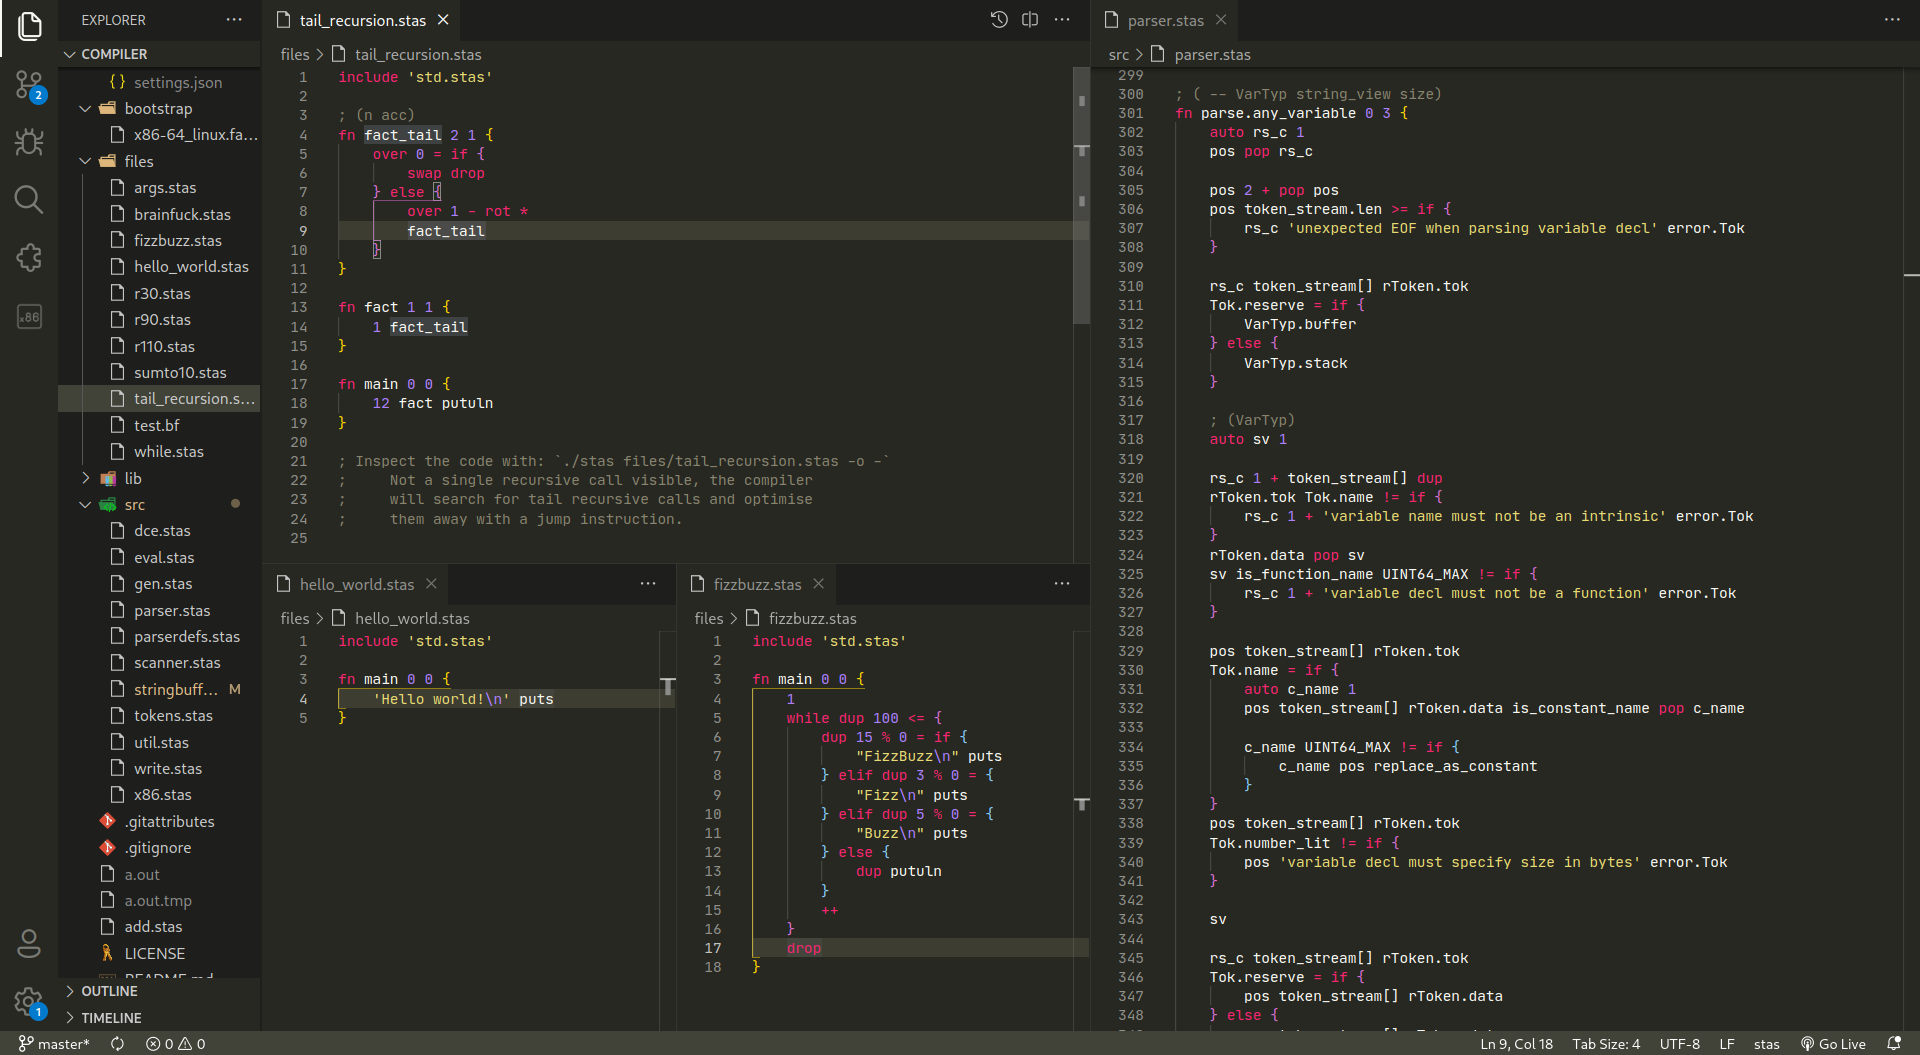 EXPLORER
COMPILER
settings.json
bootstrap
x86-64_linux.fa...
files
args.stas
brainfuck.stas
fizzbuzz.stas
hello_world.stas
r30.stas
r90.stas
r110.stas
sumto10.stas
tail_recursion.s...
test.bf
while.stas
lib
src
dce.stas
eval.stas
gen.stas
parser.stas
parserdefs.stas
scanner.stas
stringbuff... M
tokens.stas
util.stas
write.stas
x86.stas
.gitattributes
.gitignore
a.out
a.out.tmp
add.stas
LICENSE
README.md
OUTLINE
TIMELINE
2
x86
1
tail_recursion.stas
files > tail_recursion.stas
1 include 'std.stas'
2
3 ; (n acc)
4 fn fact_tail 2 1 {
5 over 0 = if {
6 swap drop
7 } else {
8 over 1 - rot *
9 fact_tail
10 }
11 }
12
13 fn fact 1 1 {
14 1 fact_tail
15 }
16
17 fn main 0 0 {
18 12 fact putuln
19 }
20
21 ; Inspect the code with: `./stas files/tail_recursion.stas -o -`
22 ; Not a single recursive call visible, the compiler
23 ; will search for tail recursive calls and optimise
24 ; them away with a jump instruction.
25
hello_world.stas
files > hello_world.stas
1 include 'std.stas'
2
3 fn main 0 0 {
4 'Hello world!\n' puts
5 }
fizzbuzz.stas
files > fizzbuzz.stas
1 include 'std.stas'
2
3 fn main 0 0 {
4 1
5 while dup 100 <= {
6 dup 15 % 0 = if {
7 "FizzBuzz\n" puts
8 } elif dup 3 % 0 = {
9 "Fizz\n" puts
10 } elif dup 5 % 0 = {
11 "Buzz\n" puts
12 } else {
13 dup putuln
14 }
15 ++
16 }
17 drop
18 }
parser.stas
src > parser.stas
299
300 ; ( -- VarTyp string_view size)
301 fn parse.any_variable 0 3 {
302 auto rs_c 1
303 pos pop rs_c
304
305 pos 2 + pop pos
306 pos token_stream.len >= if {
307 rs_c 'unexpected EOF when parsing variable decl' error.Tok
308 }
309
310 rs_c token_stream[] rToken.tok
311 Tok.reserve = if {
312 VarTyp.buffer
313 } else {
314 VarTyp.stack
315 }
316
317 ; (VarTyp)
318 auto sv 1
319
320 rs_c 1 + token_stream[] dup
321 rToken.tok Tok.name != if {
322 rs_c 1 + 'variable name must not be an intrinsic' error.Tok
323 }
324 rToken.data pop sv
325 sv is_function_name UINT64_MAX != if {
326 rs_c 1 + 'variable decl must not be a function' error.Tok
327 }
328
329 pos token_stream[] rToken.tok
330 Tok.name = if {
331 auto c_name 1
332 pos token_stream[] rToken.data is_constant_name pop c_name
333
334 c_name UINT64_MAX != if {
335 c_name pos replace_as_constant
336 }
337 }
338 pos token_stream[] rToken.tok
339 Tok.number_lit != if {
340 pos 'variable decl must specify size in bytes' error.Tok
341 }
342
343 sv
344
345 rs_c token_stream[] rToken.tok
346 Tok.reserve = if {
347 pos token_stream[] rToken.data
348 } else {
master* 0 0
Ln 9, Col 18 Tab Size: 4 UTF-8 LF stas Go Live